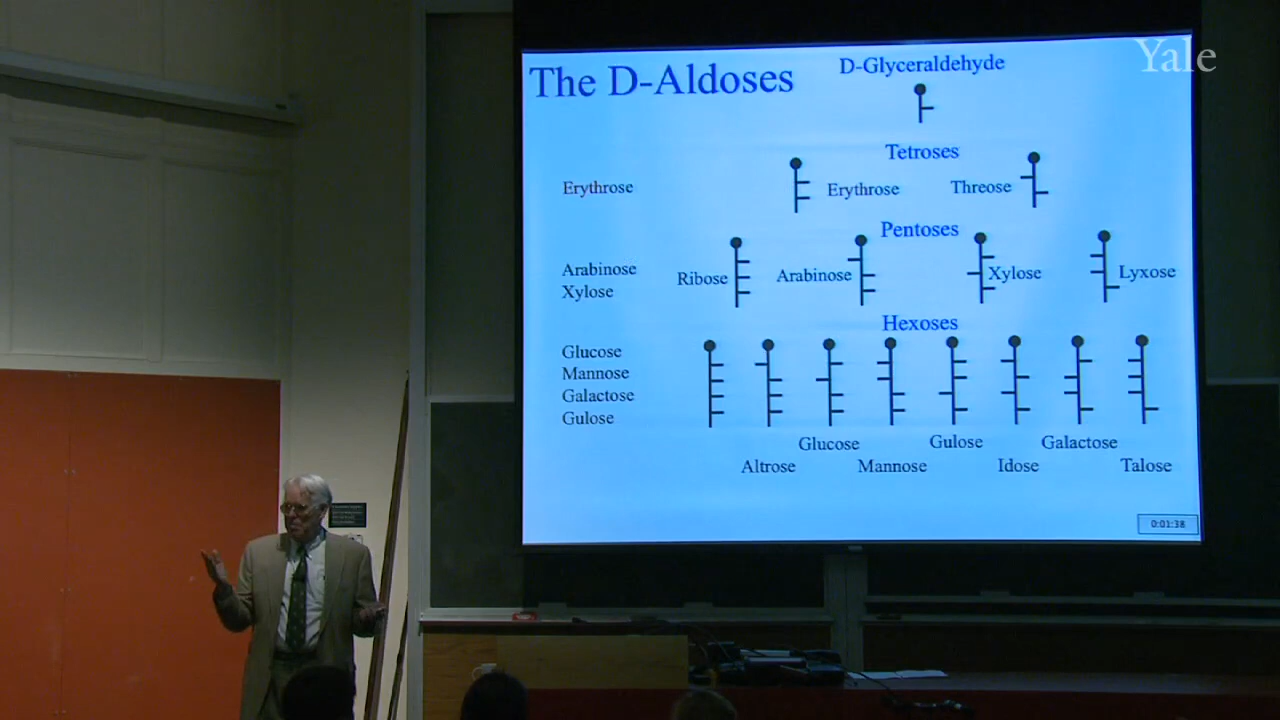 Yale
The D-Aldoses
D-Glyceraldehyde
Tetroses
Erythrose
Erythrose
Threose
Pentoses
Arabinose
Xylose
Ribose
Arabinose
Xylose
Lyxose
Hexoses
Glucose
Mannose
Galactose
Gulose
Glucose
Gulose
Galactose
Altrose
Mannose
Idose
Talose
0:01:38